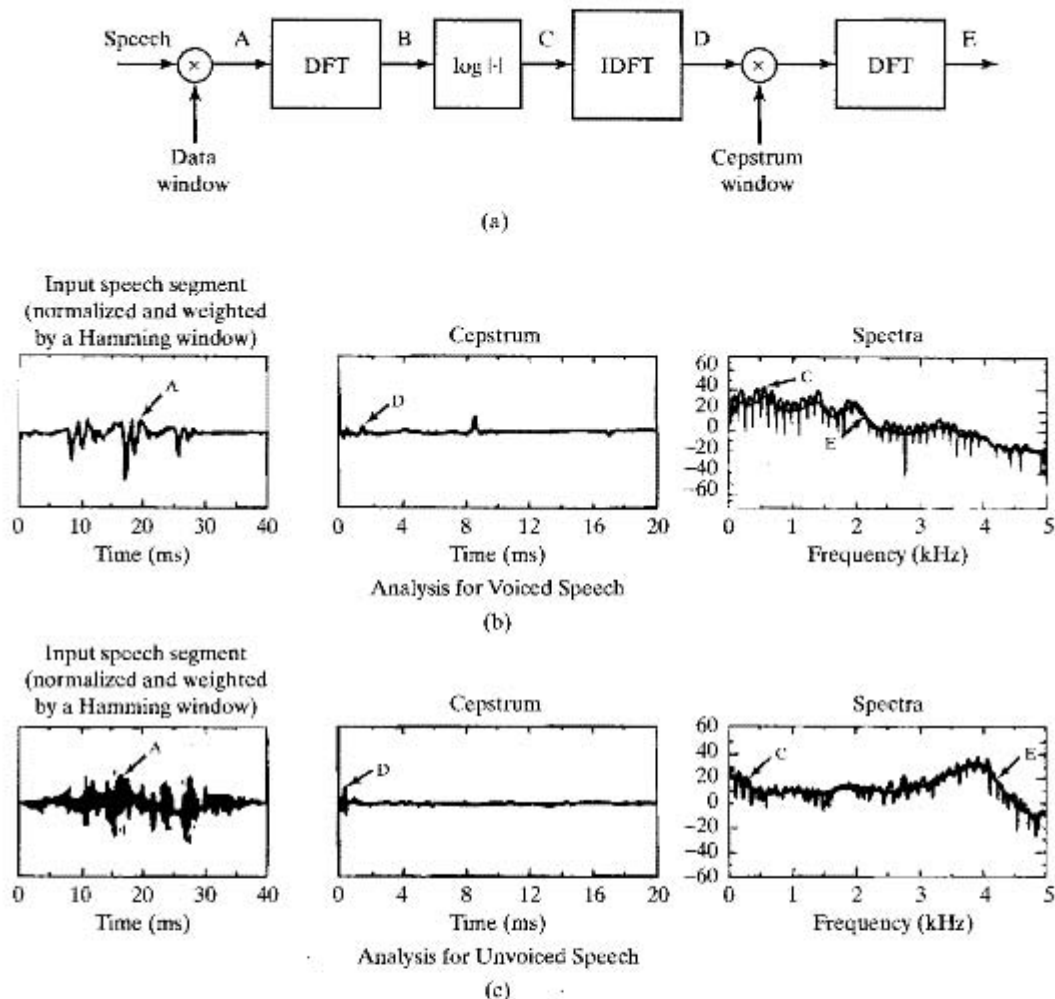 A B C D E
Speech × DFT log |·| IDFT × DFT
Data
window
Cepstrum
window
(a)
Input speech segment
(normalized and weighted
by a Hamming window)
Cepstrum
Spectra
A
D
C
E
60
40
20
0
-20
-40
-60
0 10 20 30 40
Time (ms)
0 4 8 12 16 20
Time (ms)
0 1 2 3 4 5
Frequency (kHz)
Analysis for Voiced Speech
(b)
Input speech segment
(normalized and weighted
by a Hamming window)
Cepstrum
Spectra
A
D
C
E
60
40
20
0
-20
-40
-60
0 10 20 30 40
Time (ms)
0 4 8 12 16 20
Time (ms)
0 1 2 3 4 5
Frequency (kHz)
Analysis for Unvoiced Speech
(c)